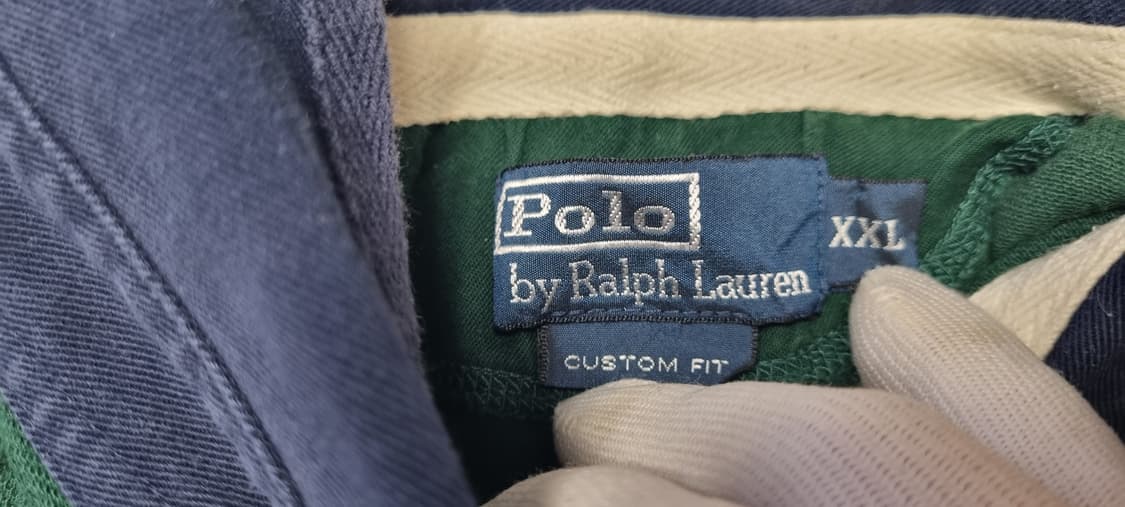 Polo
by Ralph Lauren
XXL
CUSTOM FIT